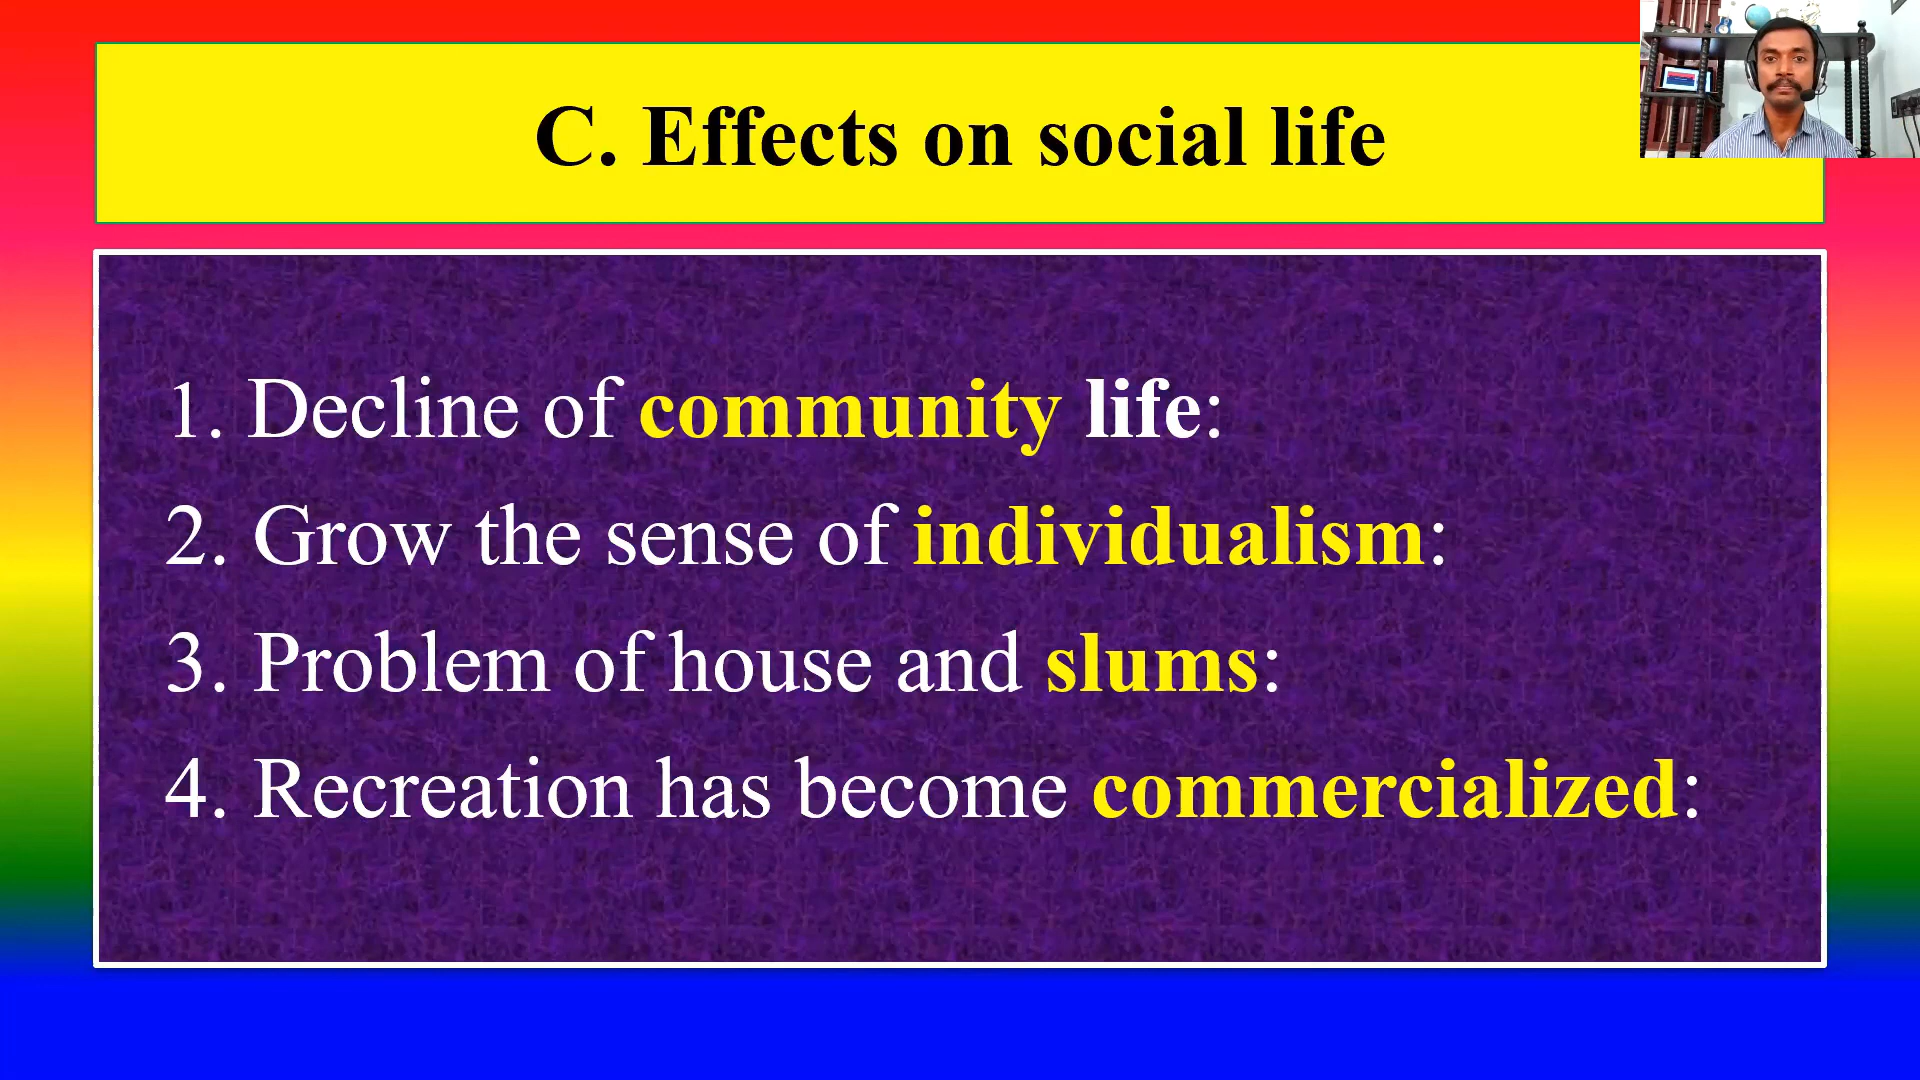 C. Effects on social life
1. Decline of community life:
2. Grow the sense of individualism:
3. Problem of house and slums:
4. Recreation has become commercialized: